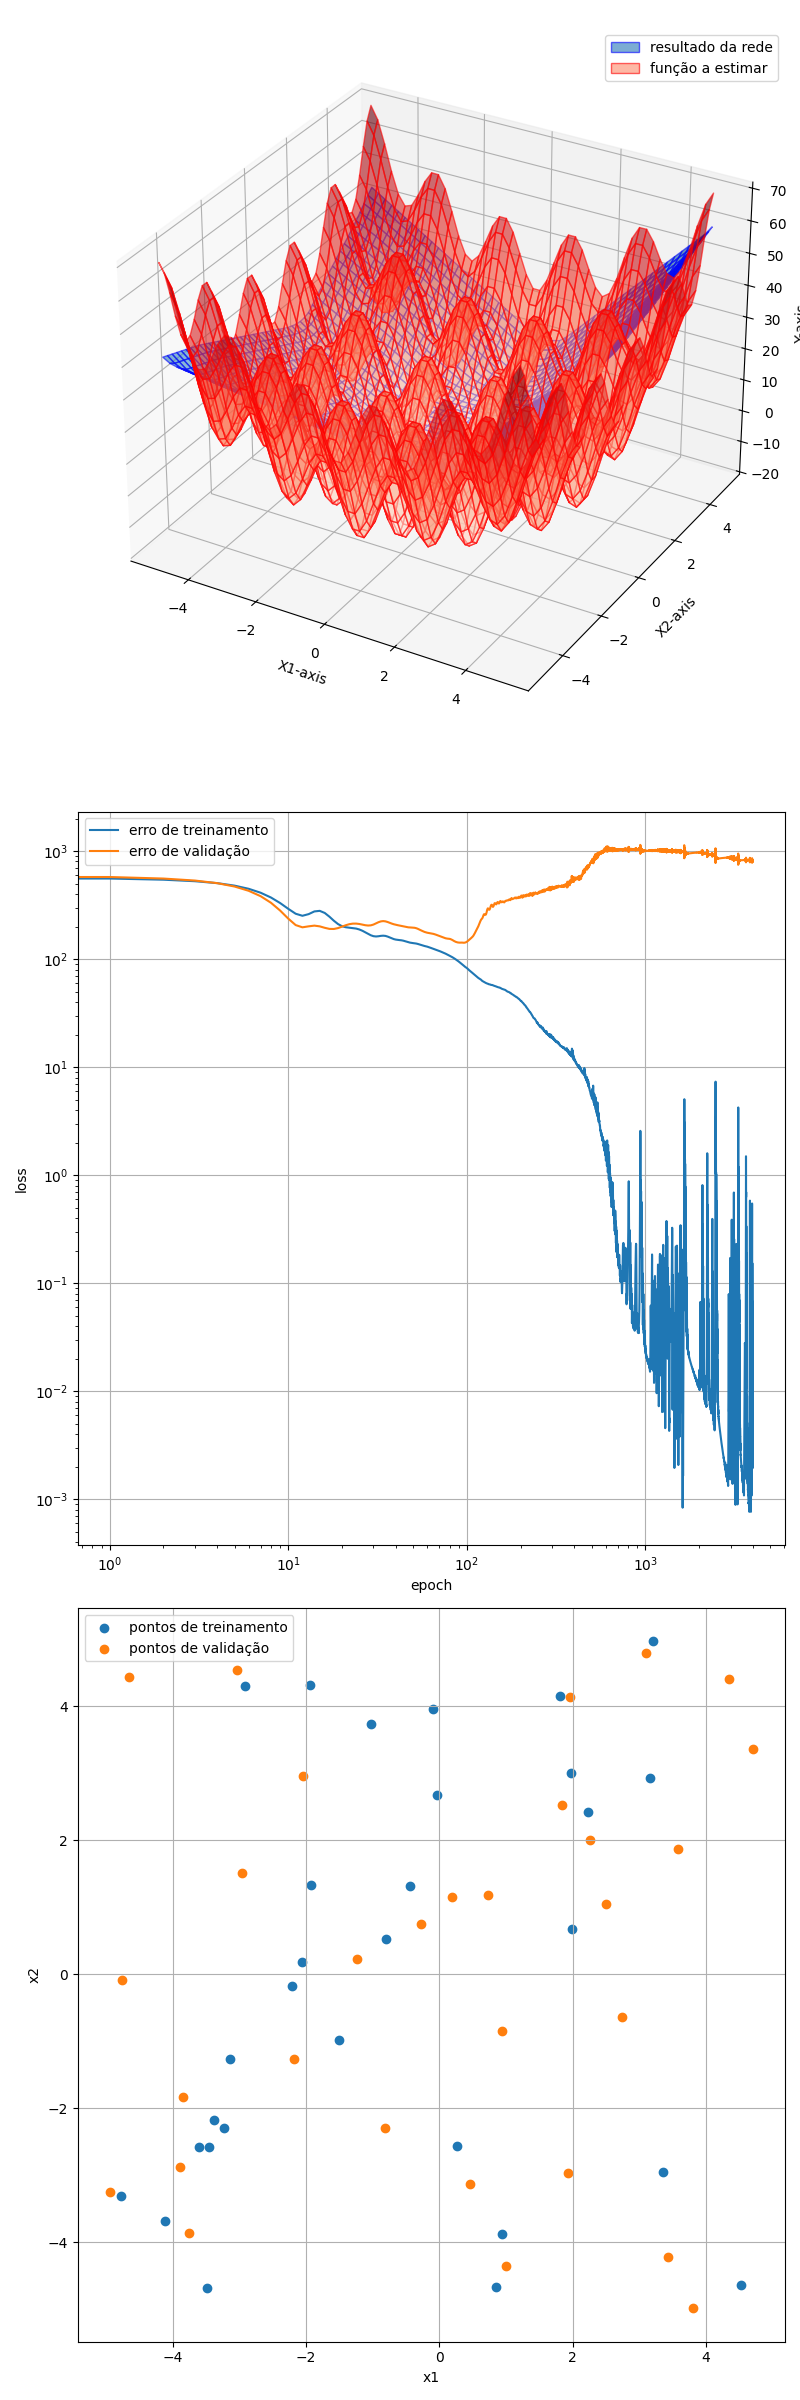 resultado da rede
função a estimar
70
60
50
40
30
20
10
0
−10
−20
4
2
0
−2
−4
X2-axis
−4
−2
0
2
4
X1-axis
erro de treinamento
erro de validação
10³
10²
10¹
10⁰
10⁻¹
10⁻²
10⁻³
loss
10⁰ 10¹ 10² 10³
epoch
pontos de treinamento
pontos de validação
4
2
0
−2
−4
x2
−4 −2 0 2 4
x1